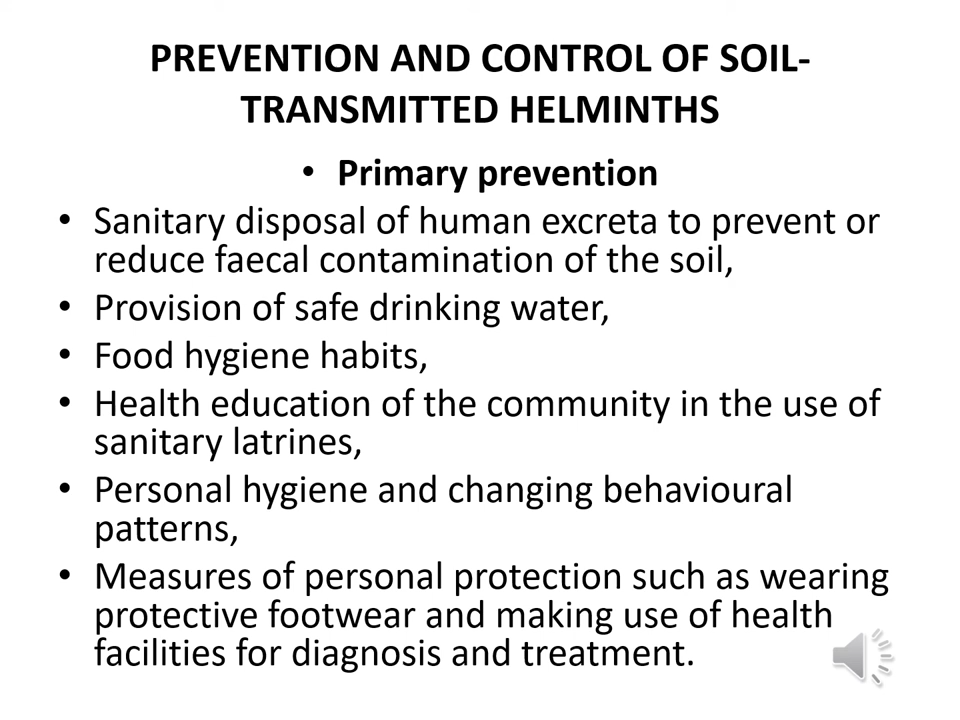 PREVENTION AND CONTROL OF SOIL-
TRANSMITTED HELMINTHS
• Primary prevention
• Sanitary disposal of human excreta to prevent or
reduce faecal contamination of the soil,
• Provision of safe drinking water,
• Food hygiene habits,
• Health education of the community in the use of
sanitary latrines,
• Personal hygiene and changing behavioural
patterns,
• Measures of personal protection such as wearing
protective footwear and making use of health
facilities for diagnosis and treatment.